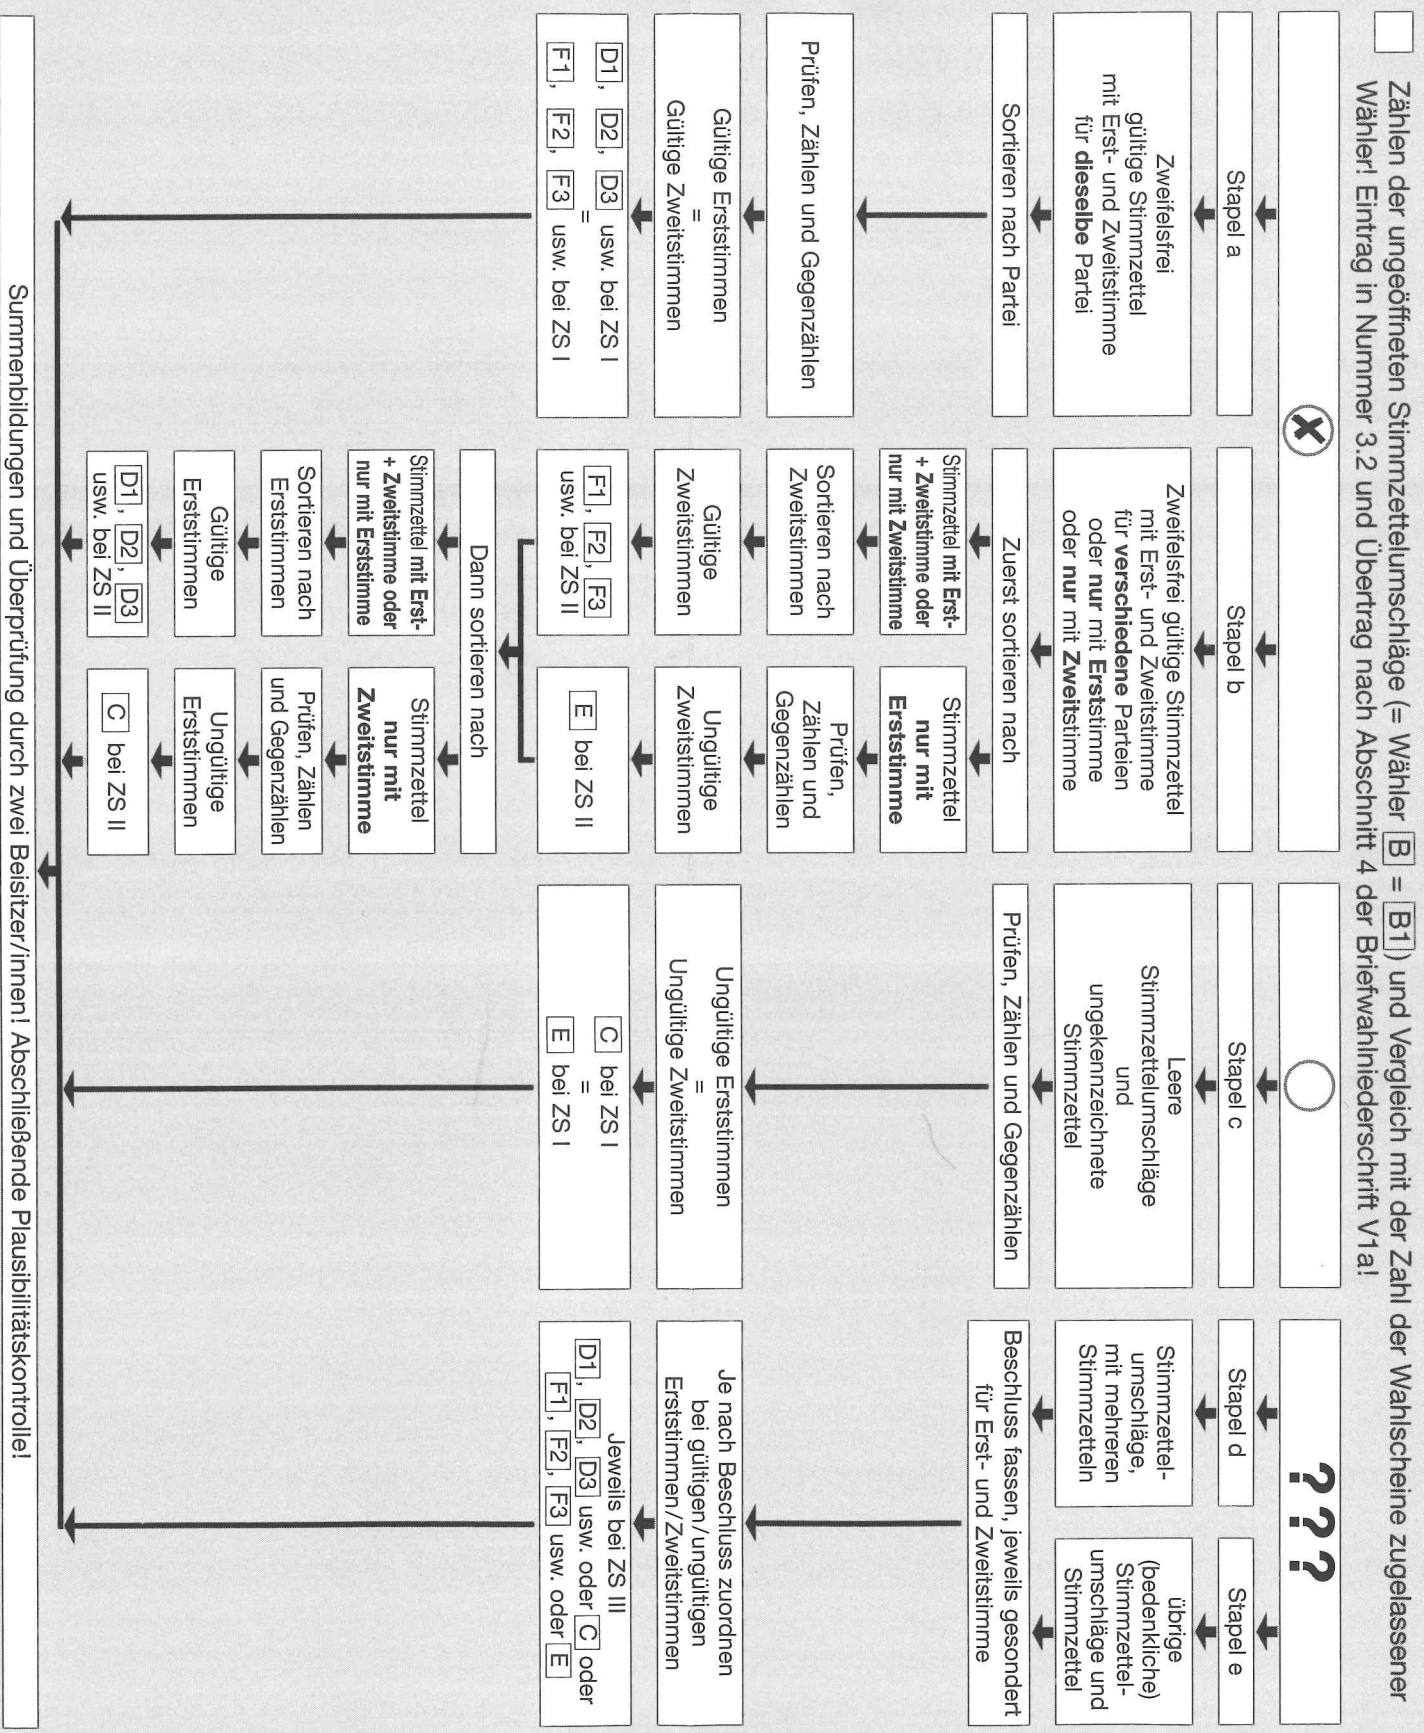 Zählen der ungeöffneten Stimmzettelumschläge (= Wähler B = B1) und Vergleich mit der Zahl der Wahlscheine zugelassener
Wähler! Eintrag in Nummer 3.2 und Übertrag nach Abschnitt 4 der Briefwahlniederschrift V1a!
X
???
Stapel a
Zweifelsfrei
gültige Stimmzettel
mit Erst- und Zweitstimme
für dieselbe Partei
Sortieren nach Partei
Prüfen, Zählen und Gegenzählen
Gültige Erststimmen
=
Gültige Zweitstimmen
D1, D2, D3 usw. bei ZS I
=
F1, F2, F3 usw. bei ZS I
Stapel b
Zweifelsfrei gültige Stimmzettel
mit Erst- und Zweitstimme
für verschiedene Parteien
oder nur mit Erststimme
oder nur mit Zweitstimme
Zuerst sortieren nach
Stimmzettel mit Erst-
+ Zweitstimme oder
nur mit Zweitstimme
Sortieren nach
Zweitstimmen
Gültige
Zweitstimmen
F1, F2, F3
usw. bei ZS II
Stimmzettel
nur mit
Erststimme
Prüfen,
Zählen und
Gegenzählen
Ungültige
Zweitstimmen
E bei ZS II
Dann sortieren nach
Stimmzettel mit Erst-
+ Zweitstimme oder
nur mit Erststimme
Sortieren nach
Erststimmen
Gültige
Erststimmen
D1, D2, D3
usw. bei ZS II
Stimmzettel
nur mit
Zweitstimme
Prüfen, Zählen
und Gegenzählen
Ungültige
Erststimmen
C bei ZS II
Stapel c
Leere
Stimmzettelumschläge
und
ungekennzeichnete
Stimmzettel
Prüfen, Zählen und Gegenzählen
Ungültige Erststimmen
=
Ungültige Zweitstimmen
C bei ZS I
=
E bei ZS I
Stapel d
Stimmzettel-
umschläge,
mit mehreren
Stimmzetteln
Stapel e
übrige
(bedenkliche)
Stimmzettel-
umschläge und
Stimmzettel
Beschluss fassen, jeweils gesondert
für Erst- und Zweitstimme
Je nach Beschluss zuordnen
bei gültigen/ungültigen
Erststimmen/Zweitstimmen
Jeweils bei ZS III
D1, D2, D3 usw. oder C oder
F1, F2, F3 usw. oder E
Summenbildungen und Überprüfung durch zwei Beisitzer/innen! Abschließende Plausibilitätskontrolle!